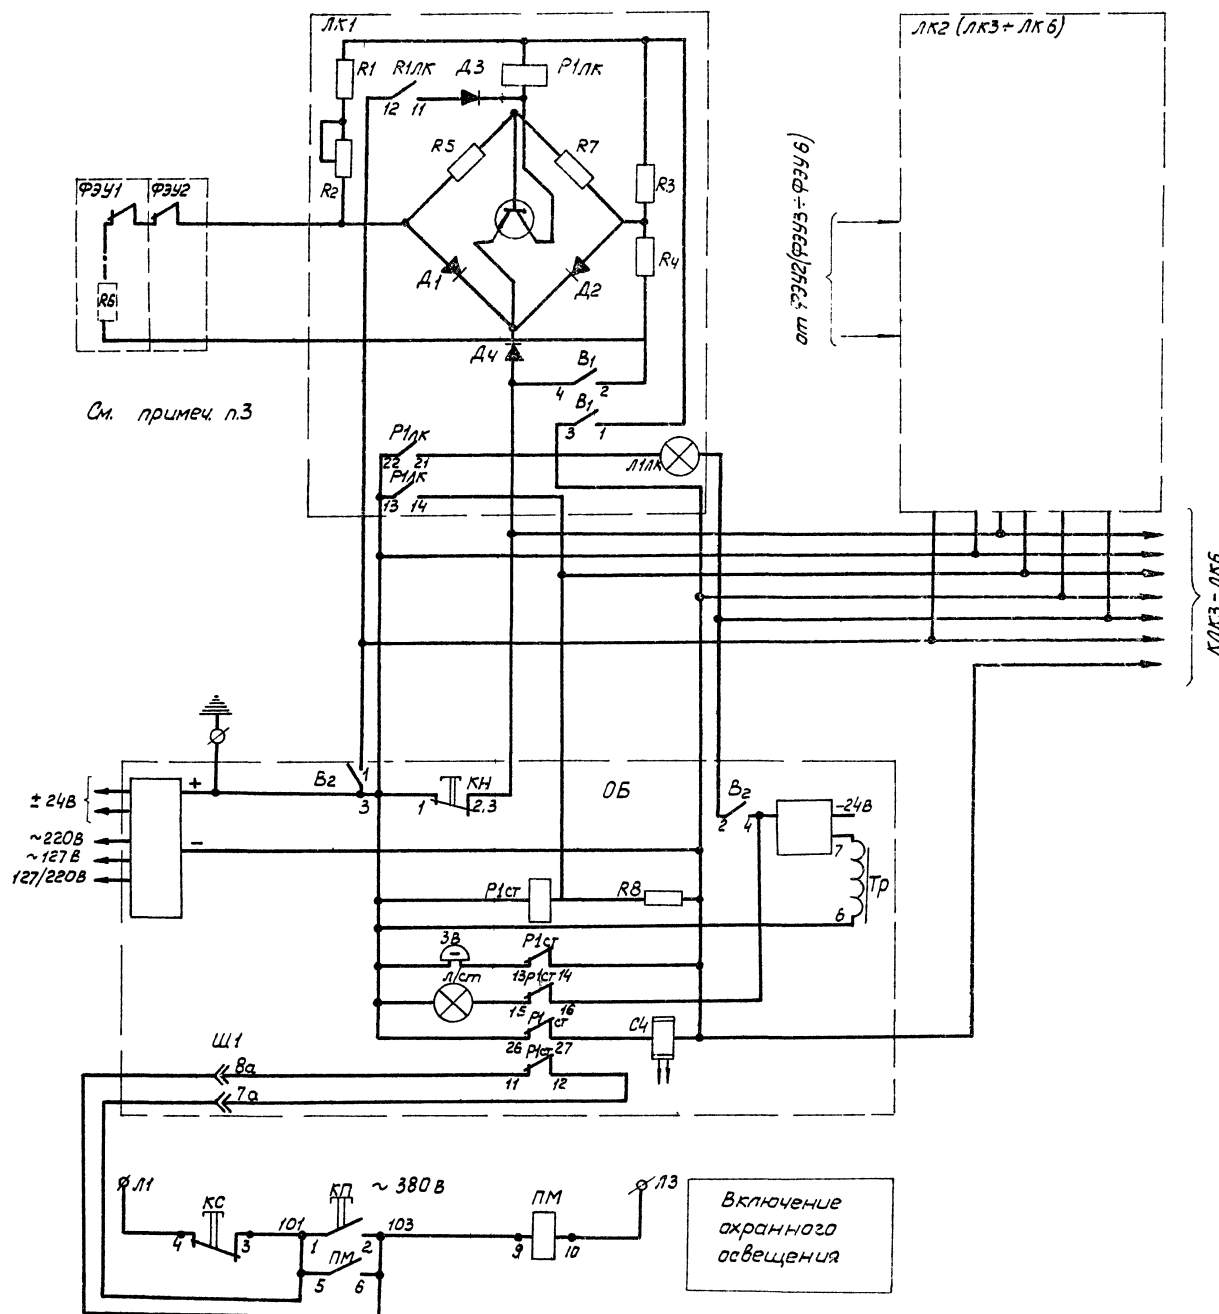 ЛК1
ЛК2 (ЛК3÷ЛК6)
R1
R1ЛК
Д3
Р1ЛК
12 11
R2
R5
R7
R3
R4
ФЭУ1 ФЭУ2
R6
Д1
Д2
Д4
В1
4 2
В1
3 1
См. примеч. п.3
Р1ЛК
22 21
Л1ЛК
Р1ЛК
13 14
КЛК3-ЛК6
± 24В
~220В
~127В
127/220В
+
-
В2
1
3
КН
1 2,3
ОБ
В2
2 4
-24В
7
Тр
6
Р1ст
R8
ЗВ
Р1ст
13 Р1ст 14
Л1ст
15 16
Р1ст
26 27
С4
Р1ст
11 12
Ш1
8а
7а
Л1
КС
4 3
101
КП
1 2
~ 380В
103
ПМ
5 6
ПМ
9 10
Л3
Включение
охранного
освещения